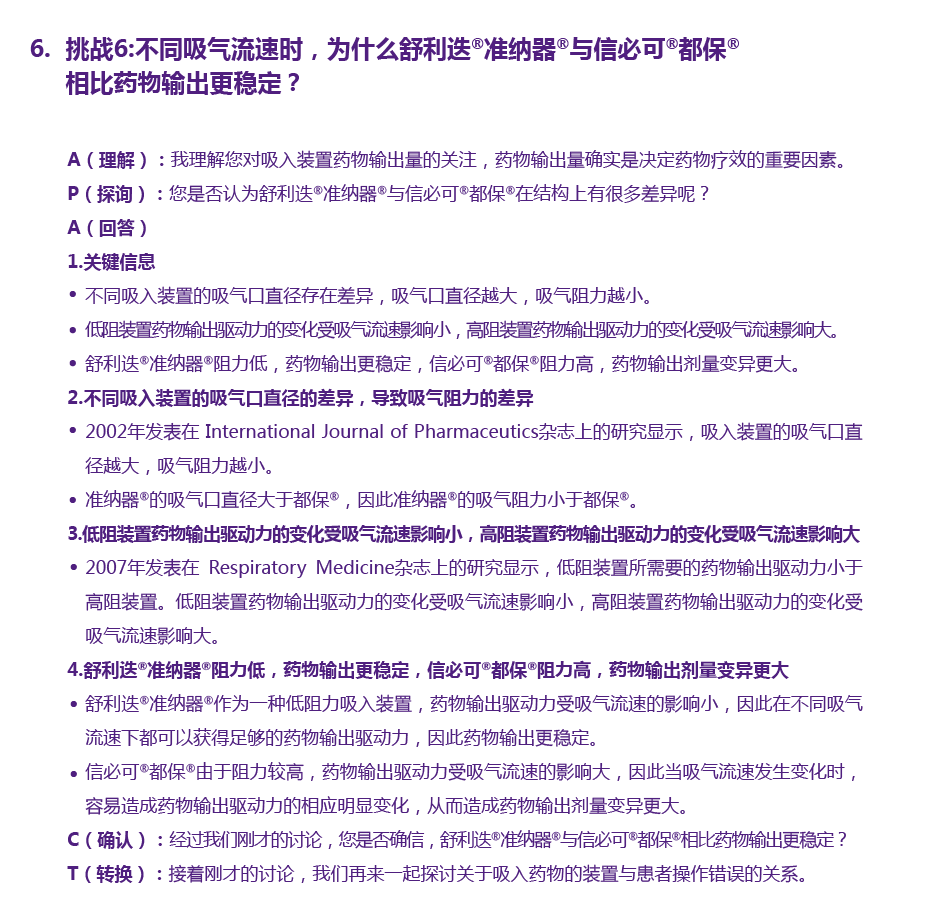 6. 挑战6:不同吸气流速时，为什么舒利迭®准纳器®与信必可®都保®
相比药物输出更稳定？
A（理解）：我理解您对吸入装置药物输出量的关注，药物输出量确实是决定药物疗效的重要因素。
P（探询）：您是否认为舒利迭®准纳器®与信必可®都保®在结构上有很多差异呢？
A（回答）
1.关键信息
• 不同吸入装置的吸气口直径存在差异，吸气口直径越大，吸气阻力越小。
• 低阻装置药物输出驱动力的变化受吸气流速影响小，高阻装置药物输出驱动力的变化受吸气流速影响大。
• 舒利迭®准纳器®阻力低，药物输出更稳定，信必可®都保®阻力高，药物输出剂量变异更大。
2.不同吸入装置的吸气口直径的差异，导致吸气阻力的差异
• 2002年发表在 International Journal of Pharmaceutics杂志上的研究显示，吸入装置的吸气口直
径越大，吸气阻力越小。
• 准纳器®的吸气口直径大于都保®，因此准纳器®的吸气阻力小于都保®。
3.低阻装置药物输出驱动力的变化受吸气流速影响小，高阻装置药物输出驱动力的变化受吸气流速影响大
• 2007年发表在 Respiratory Medicine杂志上的研究显示，低阻装置所需要的药物输出驱动力小于
高阻装置。低阻装置药物输出驱动力的变化受吸气流速影响小，高阻装置药物输出驱动力的变化受
吸气流速影响大。
4.舒利迭®准纳器®阻力低，药物输出更稳定，信必可®都保®阻力高，药物输出剂量变异更大
• 舒利迭®准纳器®作为一种低阻力吸入装置，药物输出驱动力受吸气流速的影响小，因此在不同吸气
流速下都可以获得足够的药物输出驱动力，因此药物输出更稳定。
• 信必可®都保®由于阻力较高，药物输出驱动力受吸气流速的影响大，因此当吸气流速发生变化时，
容易造成药物输出驱动力的相应明显变化，从而造成药物输出剂量变异更大。
C（确认）：经过我们刚才的讨论，您是否确信，舒利迭®准纳器®与信必可®都保®相比药物输出更稳定？
T（转换）：接着刚才的讨论，我们再来一起探讨关于吸入药物的装置与患者操作错误的关系。